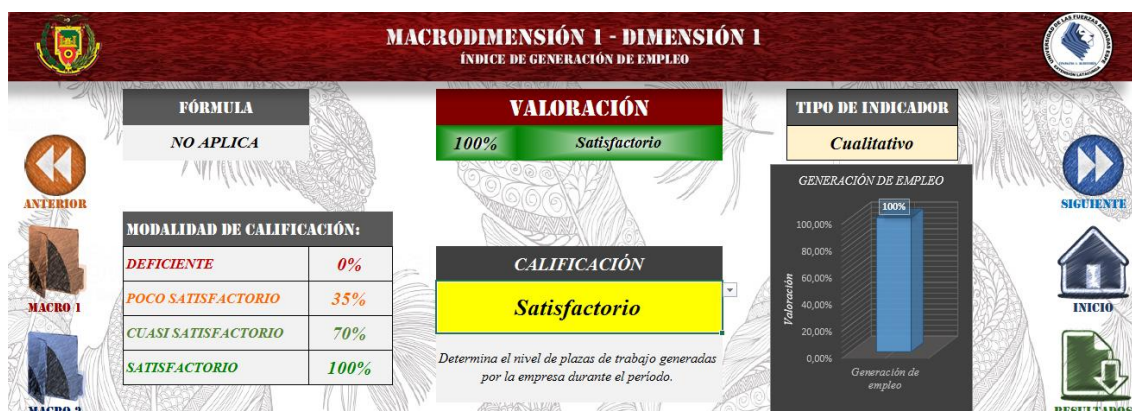 MACRODIMENSIÓN 1 - DIMENSIÓN 1
ÍNDICE DE GENERACIÓN DE EMPLEO
FÓRMULA
NO APLICA
VALORACIÓN
100% Satisfactorio
TIPO DE INDICADOR
Cualitativo
ANTERIOR
SIGUIENTE
MODALIDAD DE CALIFICACIÓN:
DEFICIENTE 0%
POCO SATISFACTORIO 35%
CUASI SATISFACTORIO 70%
SATISFACTORIO 100%
CALIFICACIÓN
Satisfactorio
Determina el nivel de plazas de trabajo generadas
por la empresa durante el período.
GENERACIÓN DE EMPLEO
100%
100,00%
80,00%
60,00%
40,00%
20,00%
0,00%
Valoración
Generación de
empleo
MACRO 1
INICIO
MACRO 2
RESULTADOS